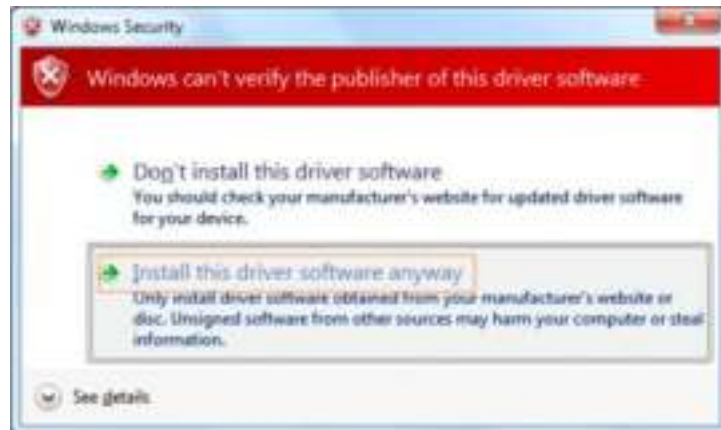 Windows Security
Windows can't verify the publisher of this driver software
Don't install this driver software
You should check your manufacturer's website for updated driver software
for your device.
Install this driver software anyway
Only install driver software obtained from your manufacturer's website or
disc. Unsigned software from other sources may harm your computer or steal
information.
See details